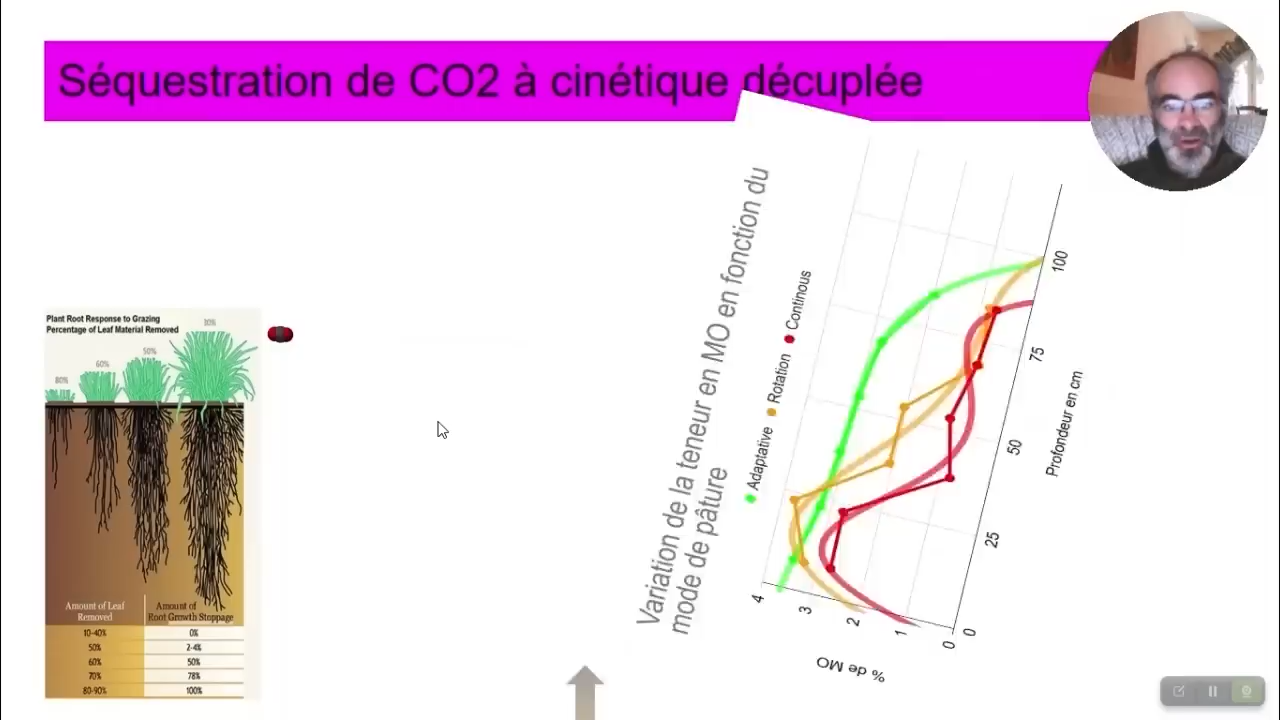 Séquestration de CO2 à cinétique décuplée
Plant Root Response to Grazing
Percentage of Leaf Material Removed
80%
60%
50%
30%
Amount of Leaf Removed
Amount of Root Growth Stoppage
10-40% 0%
50% 2-4%
60% 50%
70% 78%
80-90% 100%
Variation de la teneur en MO en fonction du
mode de pâture
Adaptative Rotation Continous
4
3
2
1
0
% de MO
0
25
50
75
100
Profondeur en cm